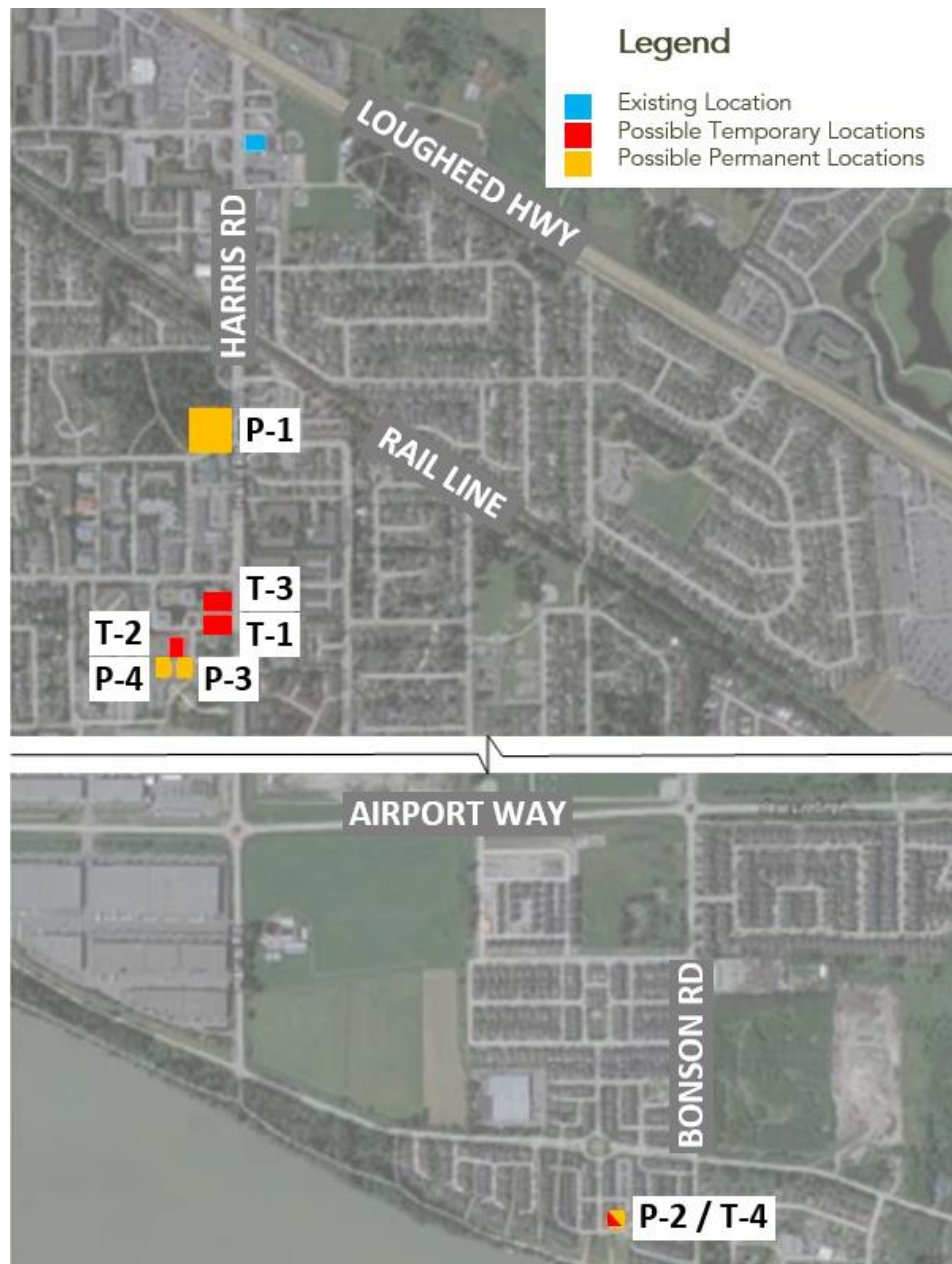 Legend
Existing Location
Possible Temporary Locations
Possible Permanent Locations
LOUGHEED HWY
HARRIS RD
P-1
RAIL LINE
T-3
T-2
T-1
P-4
P-3
AIRPORT WAY
BONSON RD
P-2 / T-4